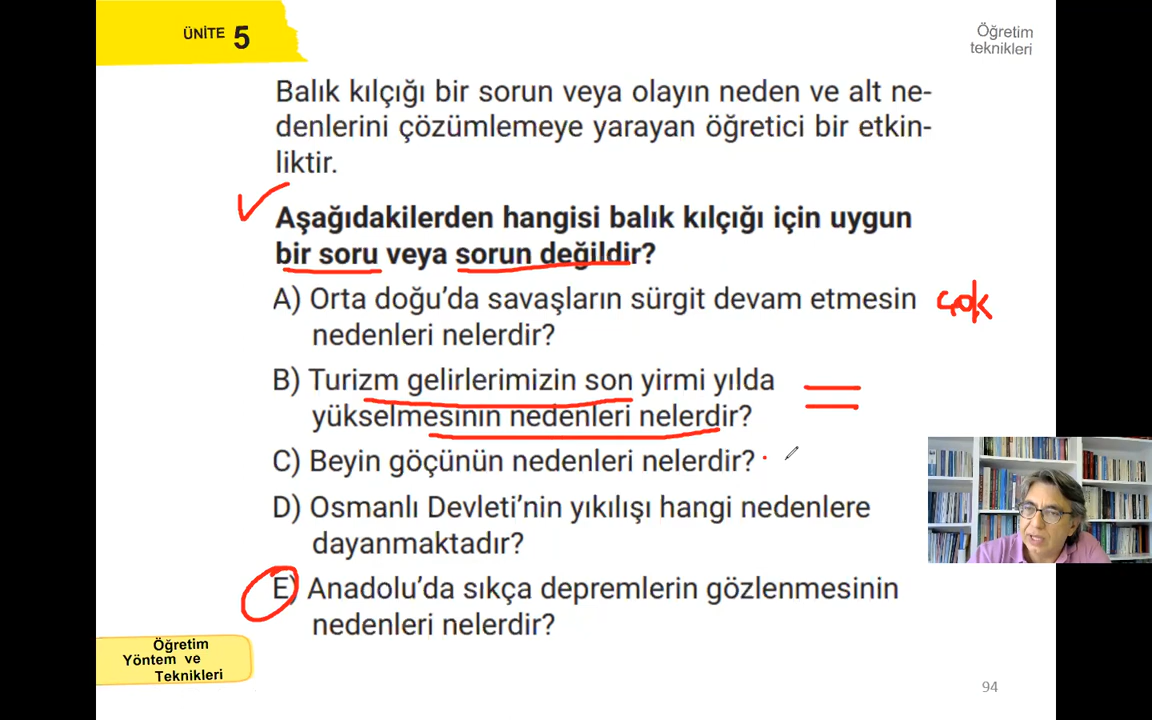 ÜNİTE 5
Öğretim
teknikleri
Balık kılçığı bir sorun veya olayın neden ve alt ne-
denlerini çözümlemeye yarayan öğretici bir etkin-
liktir.
Aşağıdakilerden hangisi balık kılçığı için uygun
bir soru veya sorun değildir?
A) Orta doğu’da savaşların sürgit devam etmesin
çok
nedenleri nelerdir?
B) Turizm gelirlerimizin son yirmi yılda
yükselmesinin nedenleri nelerdir?
C) Beyin göçünün nedenleri nelerdir?
D) Osmanlı Devleti’nin yıkılışı hangi nedenlere
dayanmaktadır?
E) Anadolu’da sıkça depremlerin gözlenmesinin
nedenleri nelerdir?
Öğretim
Yöntem ve
Teknikleri
94